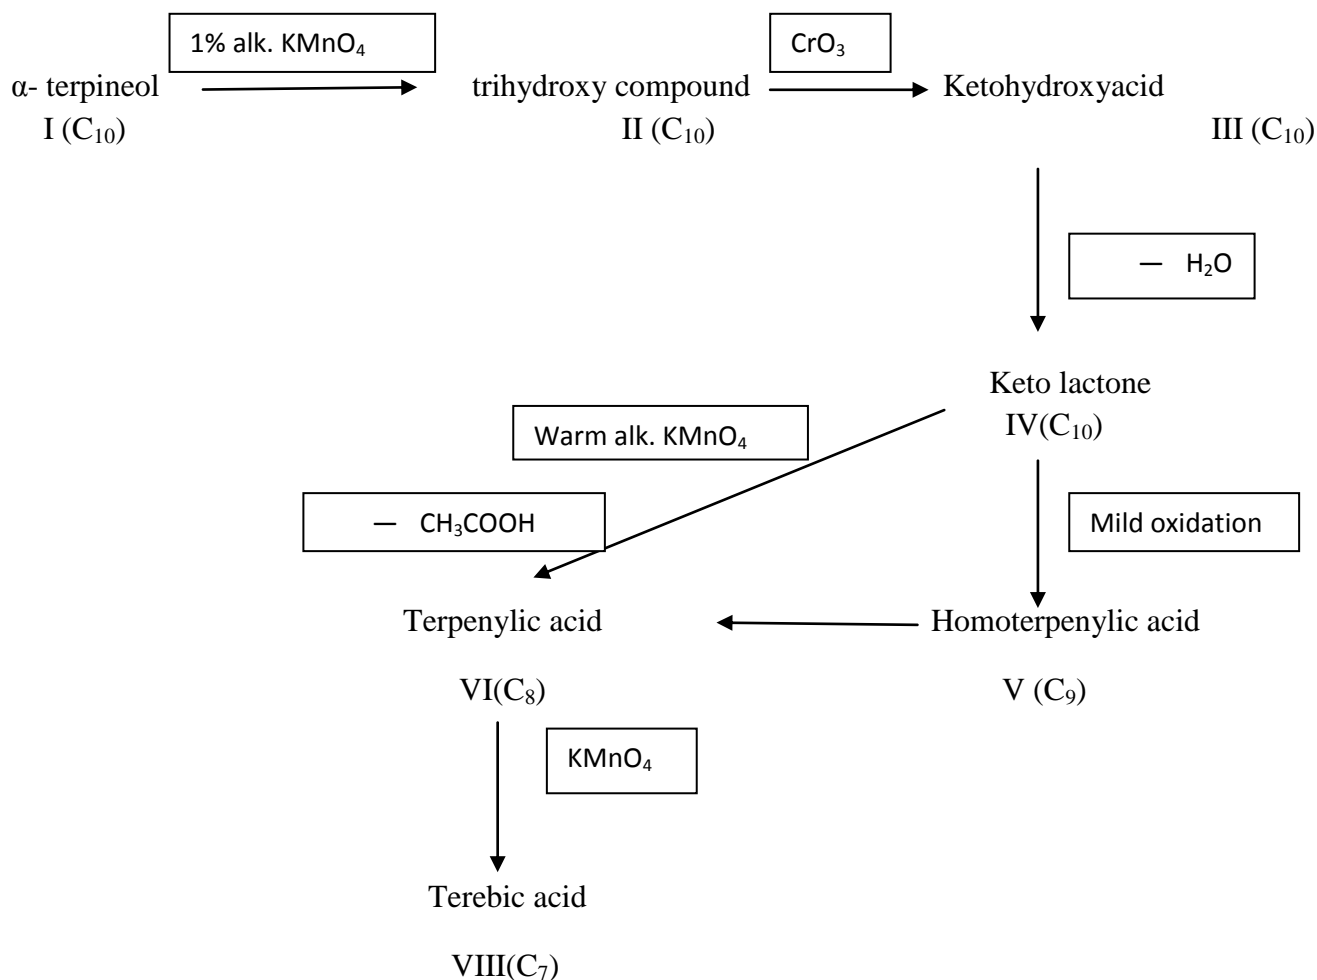 1% alk. KMnO₄
CrO₃
α- terpineol
trihydroxy compound
Ketohydroxyacid
I (C₁₀)
II (C₁₀)
III (C₁₀)
— H₂O
Keto lactone
IV(C₁₀)
Warm alk. KMnO₄
— CH₃COOH
Mild oxidation
Terpenylic acid
Homoterpenylic acid
VI(C₈)
V (C₉)
KMnO₄
Terebic acid
VIII(C₇)